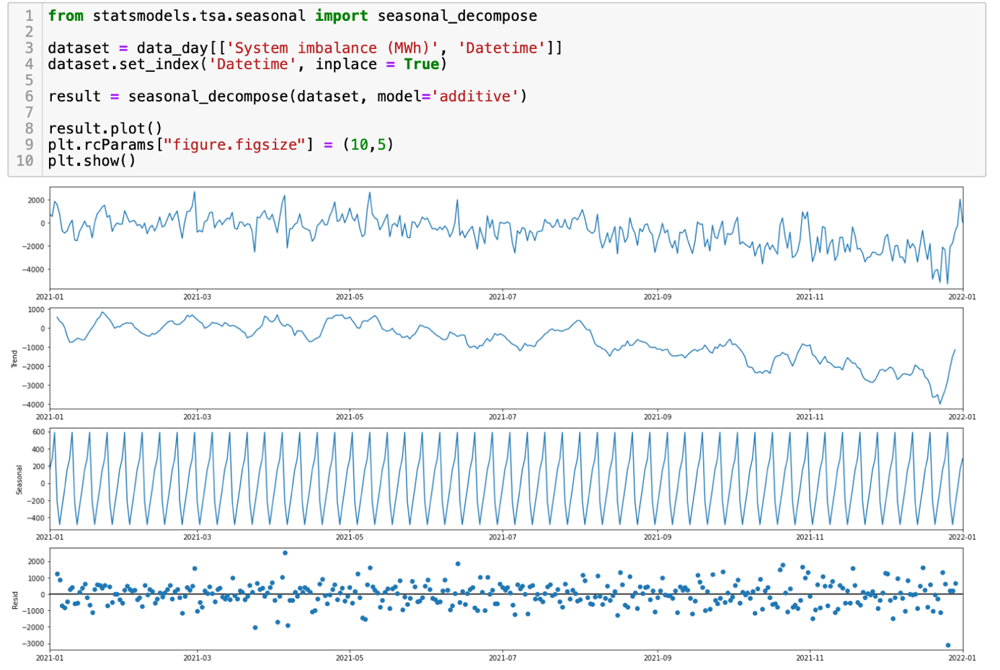 1 from statsmodels.tsa.seasonal import seasonal_decompose
2
3 dataset = data_day[['System imbalance (MWh)', 'Datetime']]
4 dataset.set_index('Datetime', inplace = True)
5
6 result = seasonal_decompose(dataset, model='additive')
7
8 result.plot()
9 plt.rcParams["figure.figsize"] = (10,5)
10 plt.show()
2000
0
−2000
−4000
2021-01 2021-03 2021-05 2021-07 2021-09 2021-11 2022-01
1000
0
−1000
−2000
−3000
−4000
Trend
2021-01 2021-03 2021-05 2021-07 2021-09 2021-11 2022-01
600
400
200
0
−200
−400
Seasonal
2021-01 2021-03 2021-05 2021-07 2021-09 2021-11 2022-01
2000
1000
0
−1000
−2000
−3000
Resid
2021-01 2021-03 2021-05 2021-07 2021-09 2021-11 2022-01